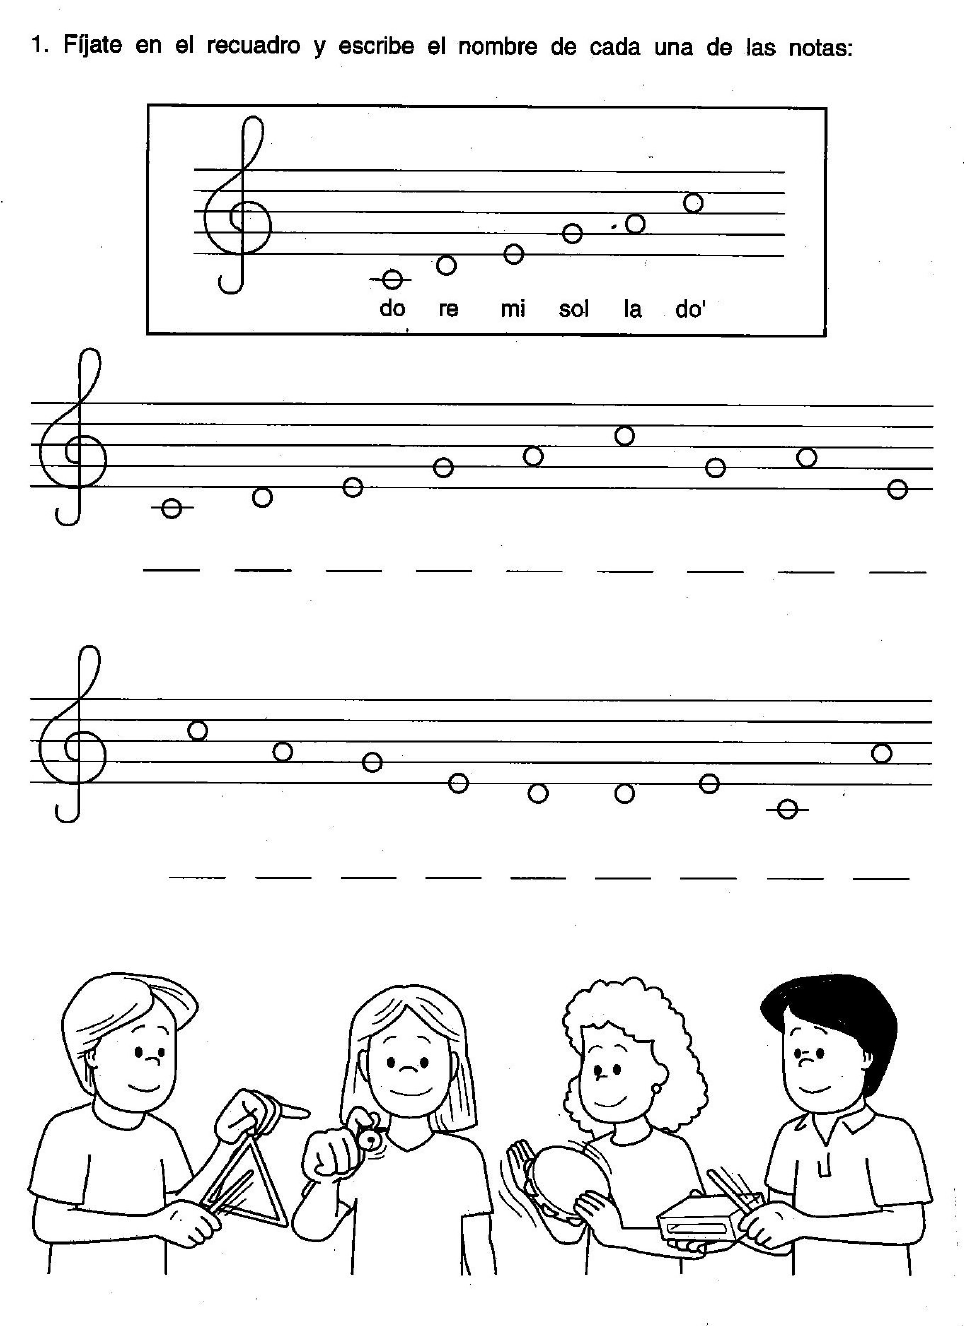 1. Fíjate en el recuadro y escribe el nombre de cada una de las notas:
do re mi sol la do'